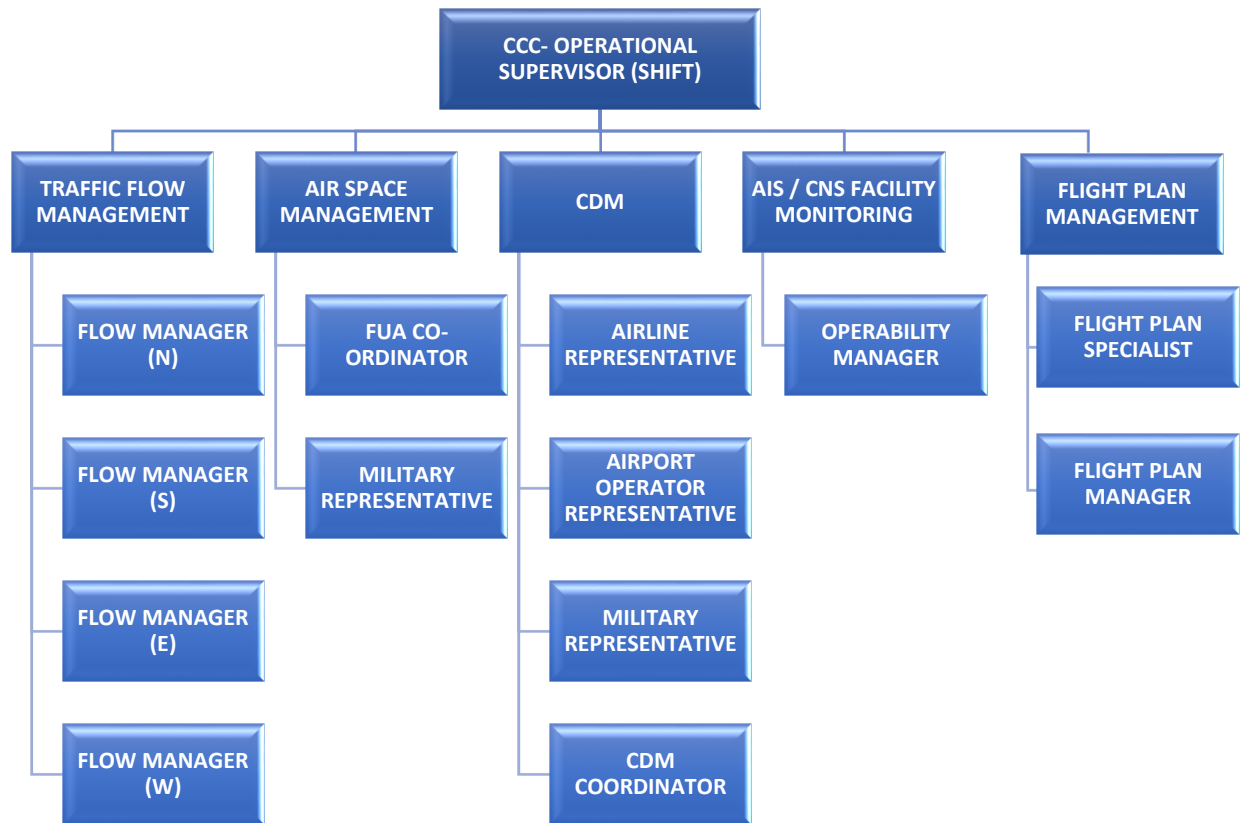 CCC- OPERATIONAL
SUPERVISOR (SHIFT)
TRAFFIC FLOW
MANAGEMENT
FLOW MANAGER
(N)
FLOW MANAGER
(S)
FLOW MANAGER
(E)
FLOW MANAGER
(W)
AIR SPACE
MANAGEMENT
FUA CO-
ORDINATOR
MILITARY
REPRESENTATIVE
CDM
AIRLINE
REPRESENTATIVE
AIRPORT
OPERATOR
REPRESENTATIVE
MILITARY
REPRESENTATIVE
CDM
COORDINATOR
AIS / CNS FACILITY
MONITORING
OPERABILITY
MANAGER
FLIGHT PLAN
MANAGEMENT
FLIGHT PLAN
SPECIALIST
FLIGHT PLAN
MANAGER